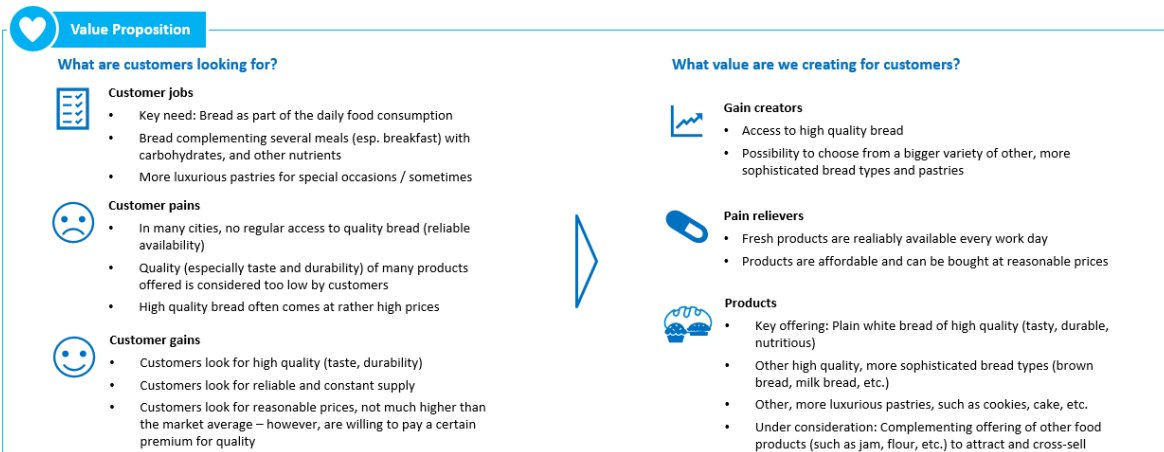 Value Proposition
What are customers looking for?
Customer jobs
• Key need: Bread as part of the daily food consumption
• Bread complementing several meals (esp. breakfast) with
carbohydrates, and other nutrients
• More luxurious pastries for special occasions / sometimes
Customer pains
• In many cities, no regular access to quality bread (reliable
availability)
• Quality (especially taste and durability) of many products
offered is considered too low by customers
• High quality bread often comes at rather high prices
Customer gains
• Customers look for high quality (taste, durability)
• Customers look for reliable and constant supply
• Customers look for reasonable prices, not much higher than
the market average – however, are willing to pay a certain
premium for quality
What value are we creating for customers?
Gain creators
• Access to high quality bread
• Possibility to choose from a bigger variety of other, more
sophisticated bread types and pastries
Pain relievers
• Fresh products are realiably available every work day
• Products are affordable and can be bought at reasonable prices
Products
• Key offering: Plain white bread of high quality (tasty, durable,
nutritious)
• Other high quality, more sophisticated bread types (brown
bread, milk bread, etc.)
• Other, more luxurious pastries, such as cookies, cake, etc.
• Under consideration: Complementing offering of other food
products (such as jam, flour, etc.) to attract and cross-sell